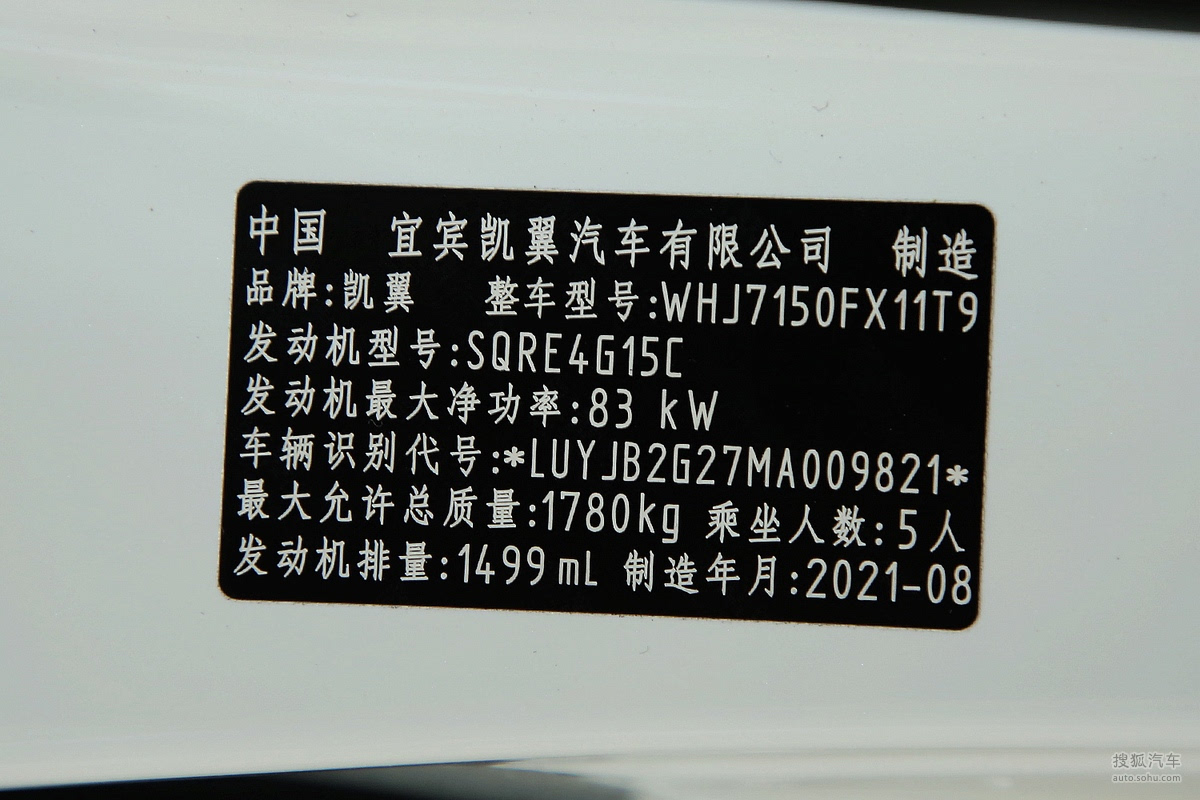 中国 宜宾凯翼汽车有限公司 制造
品牌:凯翼 整车型号:WHJ7150FX11T9
发动机型号:SQRE4G15C
发动机最大净功率:83 kW
车辆识别代号:*LUYJB2G27MA009821*
最大允许总质量:1780kg 乘坐人数:5人
发动机排量:1499mL 制造年月:2021-08
搜狐汽车
auto.sohu.com